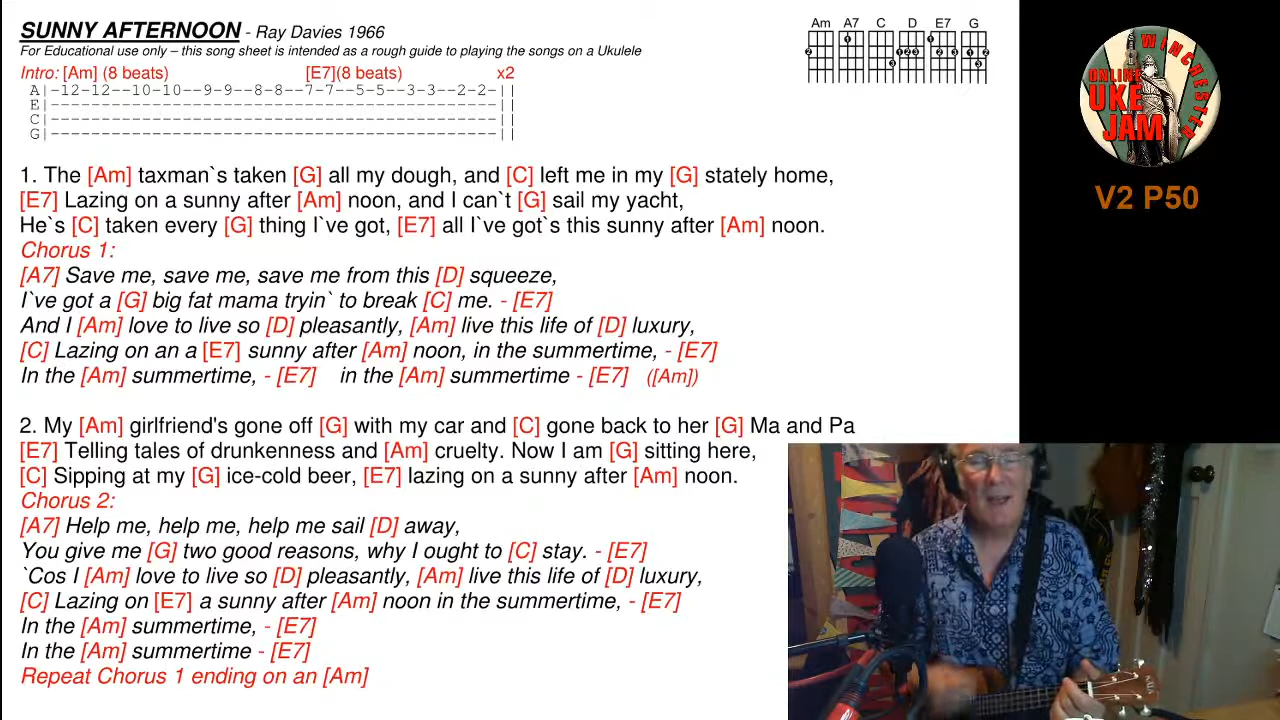 SUNNY AFTERNOON - Ray Davies 1966
For Educational use only – this song sheet is intended as a rough guide to playing the songs on a Ukulele
Intro: [Am] (8 beats) [E7](8 beats) x2
A|-12-12--10-10--9-9--8-8--7-7--5-5--3-3--2-2-||
E|--------------------------------------------||
C|--------------------------------------------||
G|--------------------------------------------||
Am A7 C D E7 G
WINCHESTER
ONLINE
UKE
JAM
V2 P50
1. The [Am] taxman`s taken [G] all my dough, and [C] left me in my [G] stately home,
[E7] Lazing on a sunny after [Am] noon, and I can`t [G] sail my yacht,
He`s [C] taken every [G] thing I`ve got, [E7] all I`ve got`s this sunny after [Am] noon.
Chorus 1:
[A7] Save me, save me, save me from this [D] squeeze,
I`ve got a [G] big fat mama tryin` to break [C] me. - [E7]
And I [Am] love to live so [D] pleasantly, [Am] live this life of [D] luxury,
[C] Lazing on an a [E7] sunny after [Am] noon, in the summertime, - [E7]
In the [Am] summertime, - [E7] in the [Am] summertime - [E7] ([Am])
2. My [Am] girlfriend's gone off [G] with my car and [C] gone back to her [G] Ma and Pa
[E7] Telling tales of drunkenness and [Am] cruelty. Now I am [G] sitting here,
[C] Sipping at my [G] ice-cold beer, [E7] lazing on a sunny after [Am] noon.
Chorus 2:
[A7] Help me, help me, help me sail [D] away,
You give me [G] two good reasons, why I ought to [C] stay. - [E7]
`Cos I [Am] love to live so [D] pleasantly, [Am] live this life of [D] luxury,
[C] Lazing on [E7] a sunny after [Am] noon in the summertime, - [E7]
In the [Am] summertime, - [E7]
In the [Am] summertime - [E7]
Repeat Chorus 1 ending on an [Am]